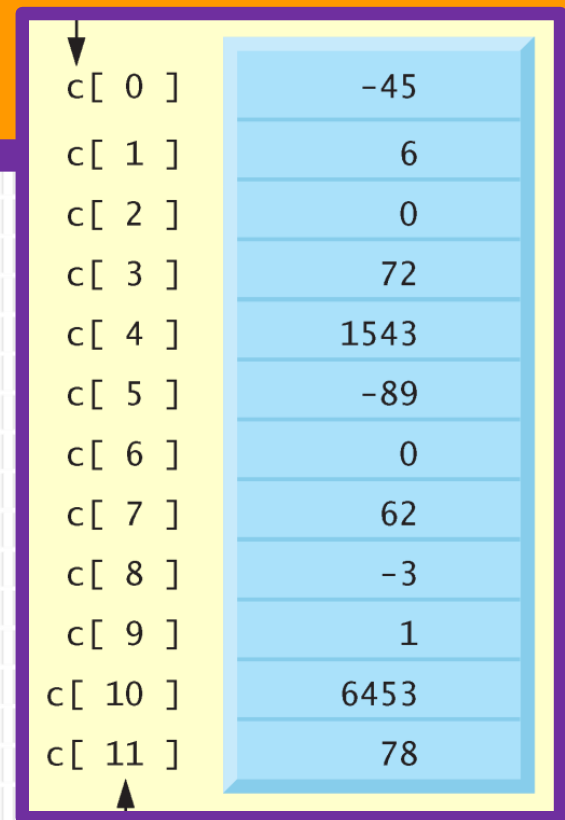 c[ 0 ] -45
c[ 1 ] 6
c[ 2 ] 0
c[ 3 ] 72
c[ 4 ] 1543
c[ 5 ] -89
c[ 6 ] 0
c[ 7 ] 62
c[ 8 ] -3
c[ 9 ] 1
c[ 10 ] 6453
c[ 11 ] 78